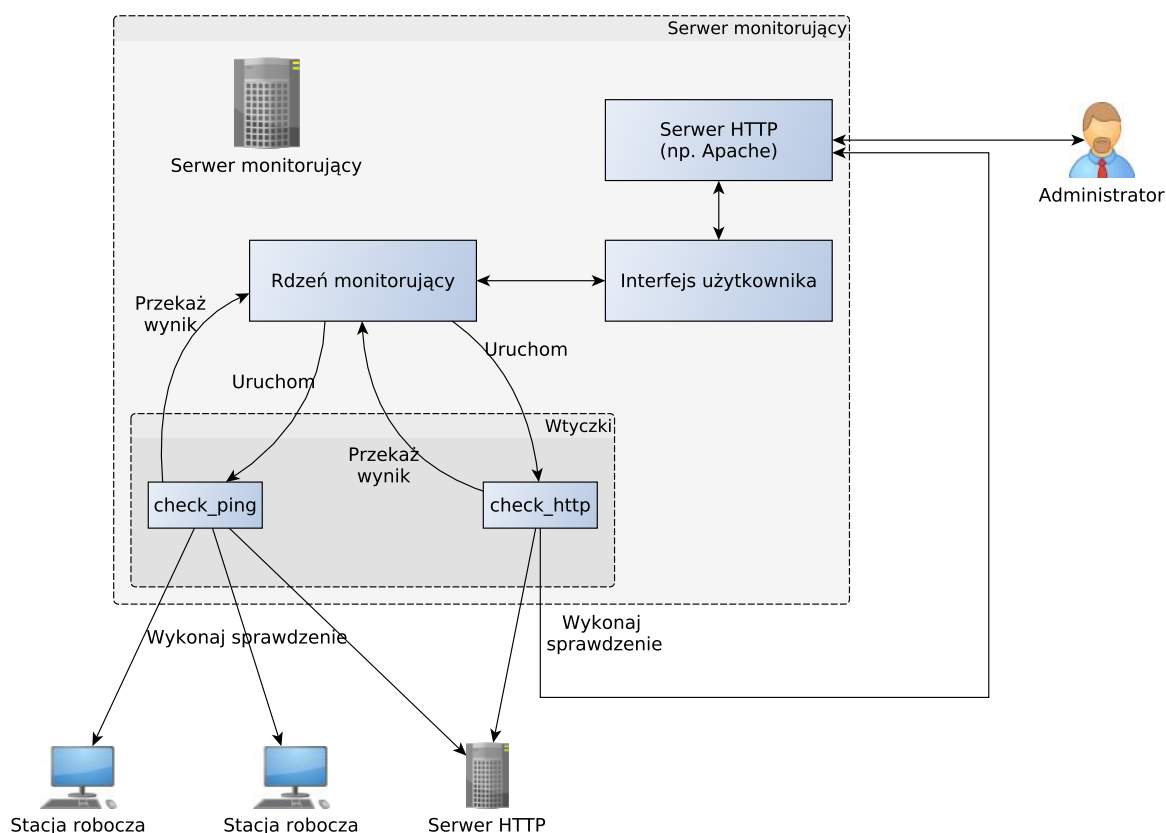 Serwer monitorujący
Serwer monitorujący
Serwer HTTP
(np. Apache)
Administrator
Rdzeń monitorujący
Interfejs użytkownika
Przekaż
wynik
Uruchom
Uruchom
Wtyczki
Przekaż
wynik
check_ping
check_http
Wykonaj sprawdzenie
Wykonaj
sprawdzenie
Stacja robocza
Stacja robocza
Serwer HTTP